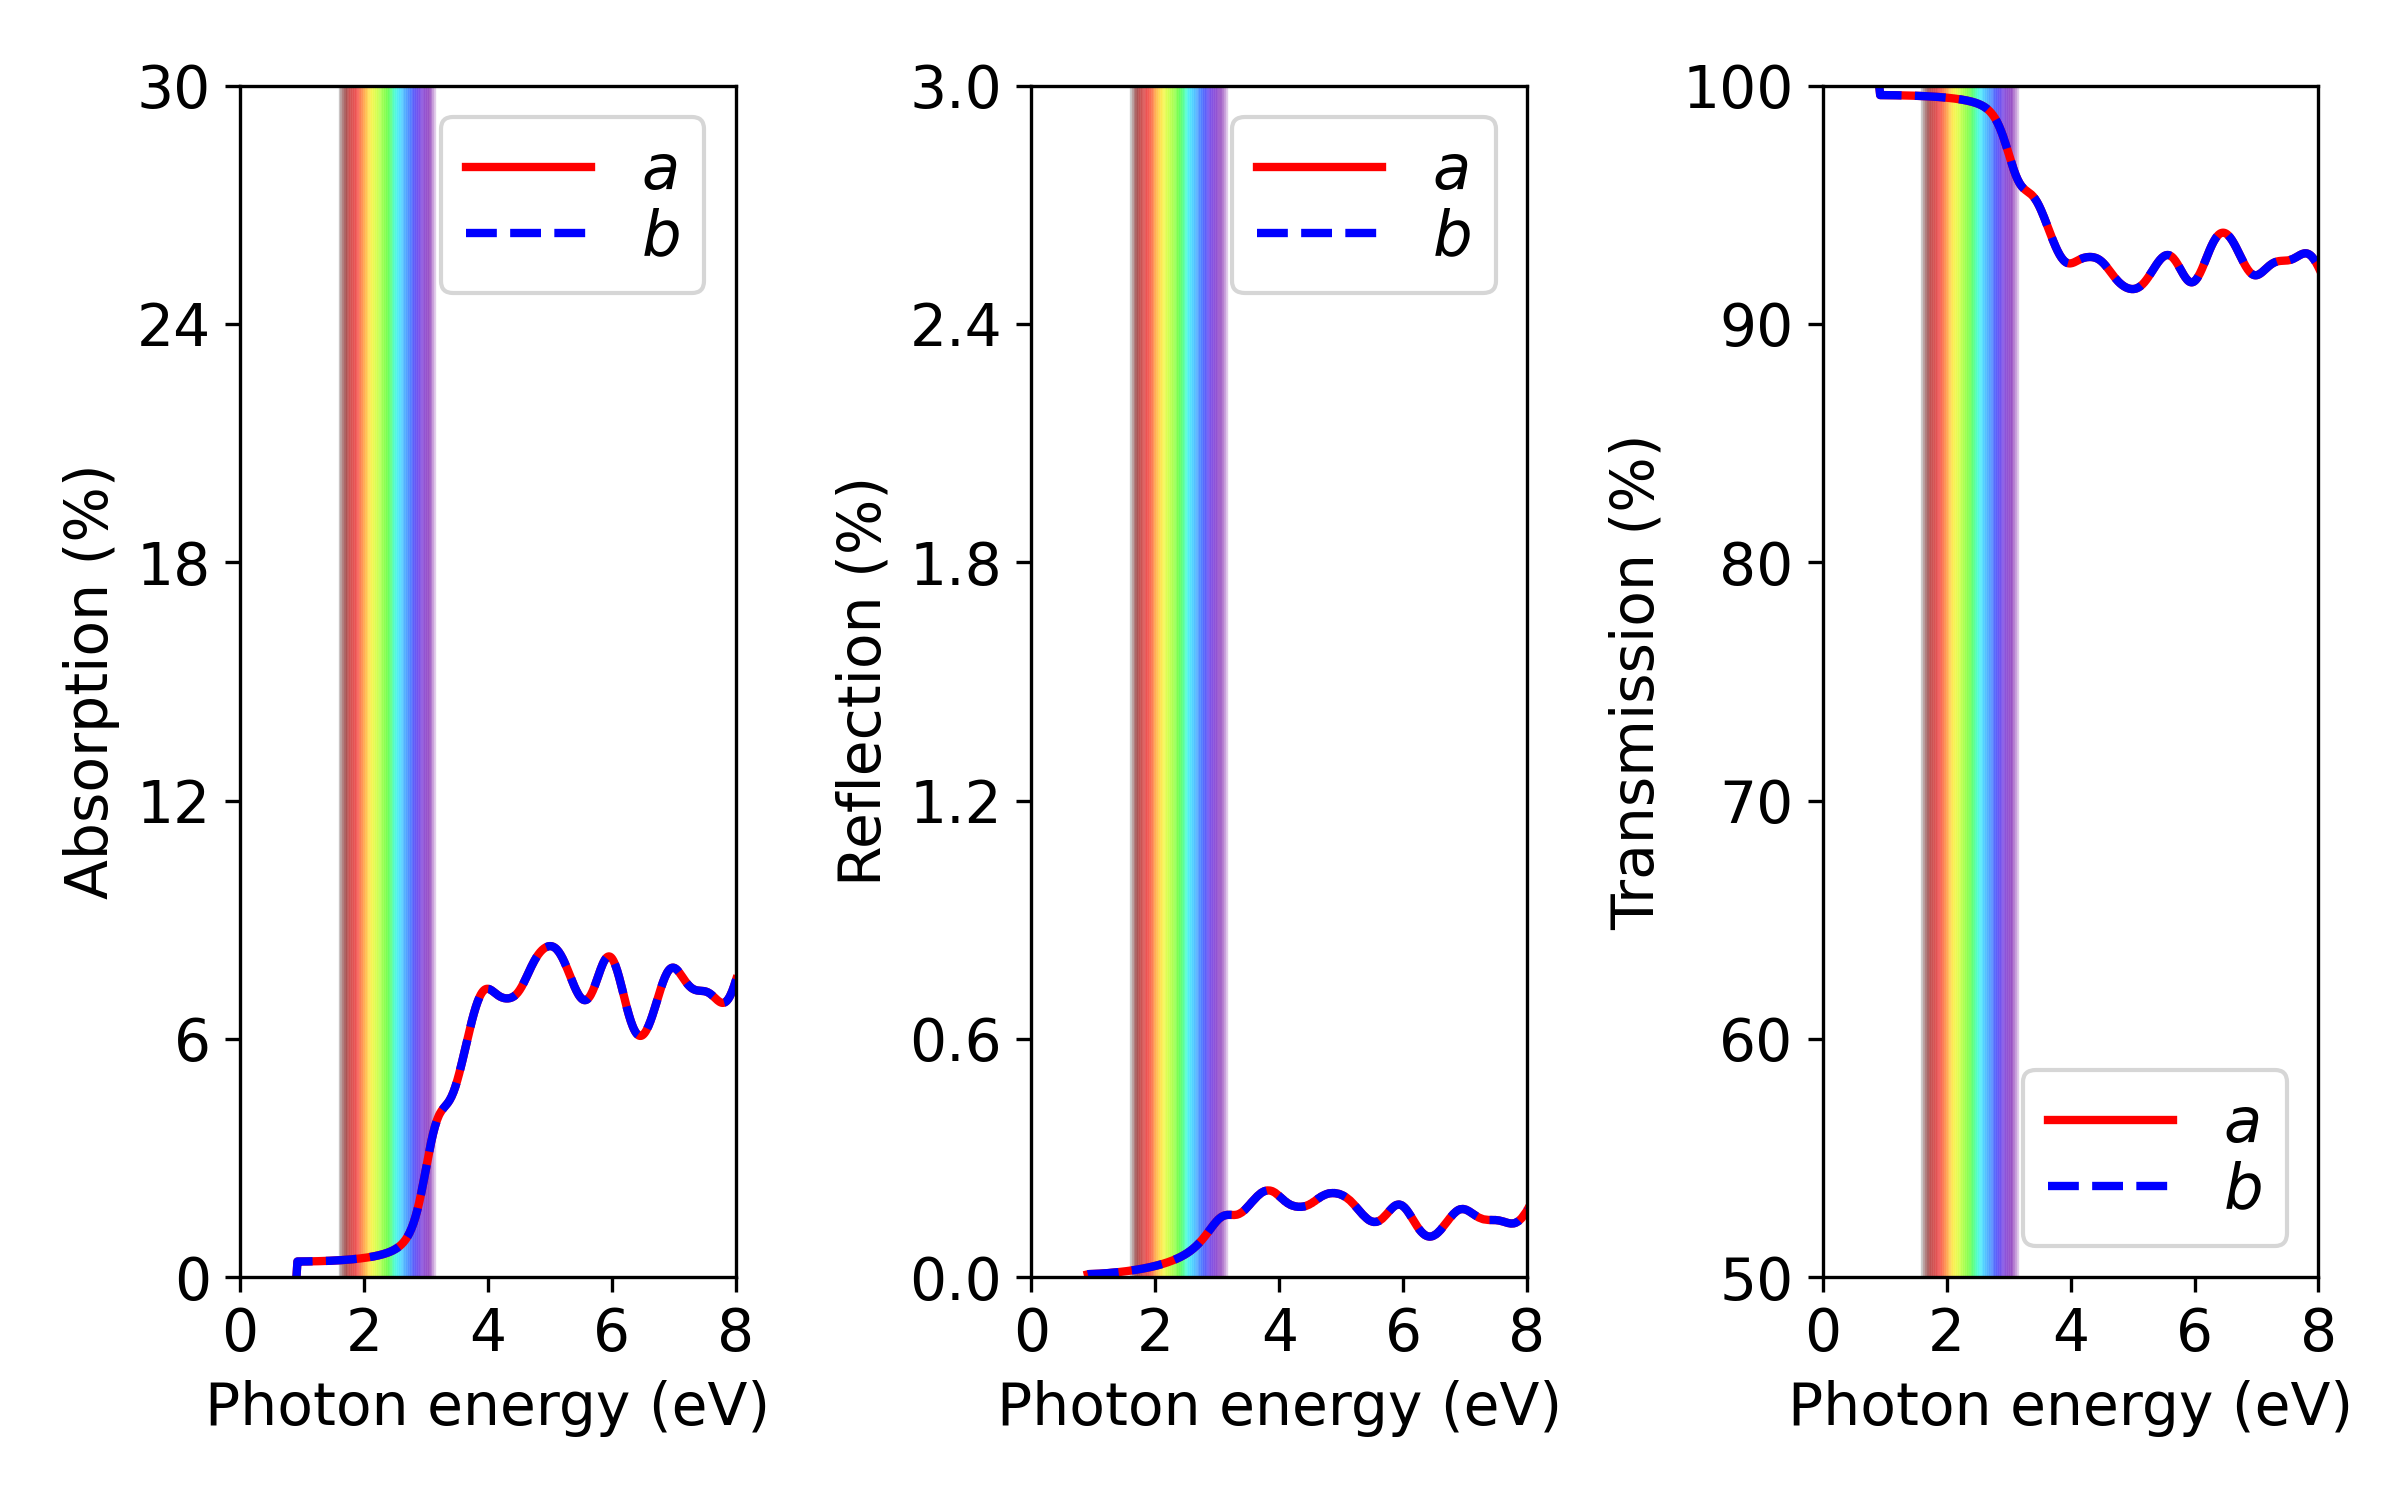 Absorption (%)
30
24
18
12
6
0
0 2 4 6 8
Photon energy (eV)
a
b
Reflection (%)
3.0
2.4
1.8
1.2
0.6
0.0
0 2 4 6 8
Photon energy (eV)
a
b
Transmission (%)
100
90
80
70
60
50
0 2 4 6 8
Photon energy (eV)
a
b